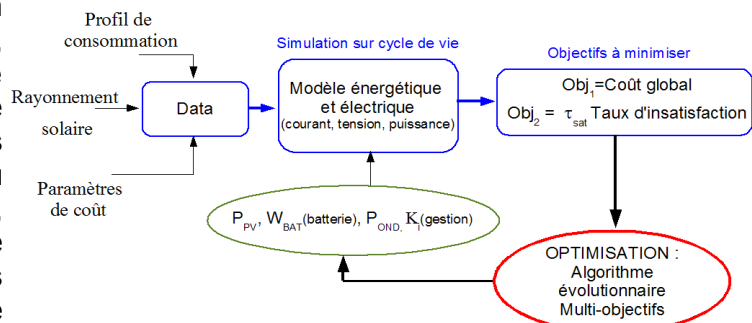 Profil de
consommation
Rayonnement
solaire
Paramètres
de coût
Data
Simulation sur cycle de vie
Modèle énergétique
et électrique
(courant, tension, puissance)
Objectifs à minimiser
Obj1=Coût global
Obj2 = τsat Taux d'insatisfaction
PPV, WBAT(batterie), POND, Ki(gestion)
OPTIMISATION :
Algorithme
évolutionnaire
Multi-objectifs